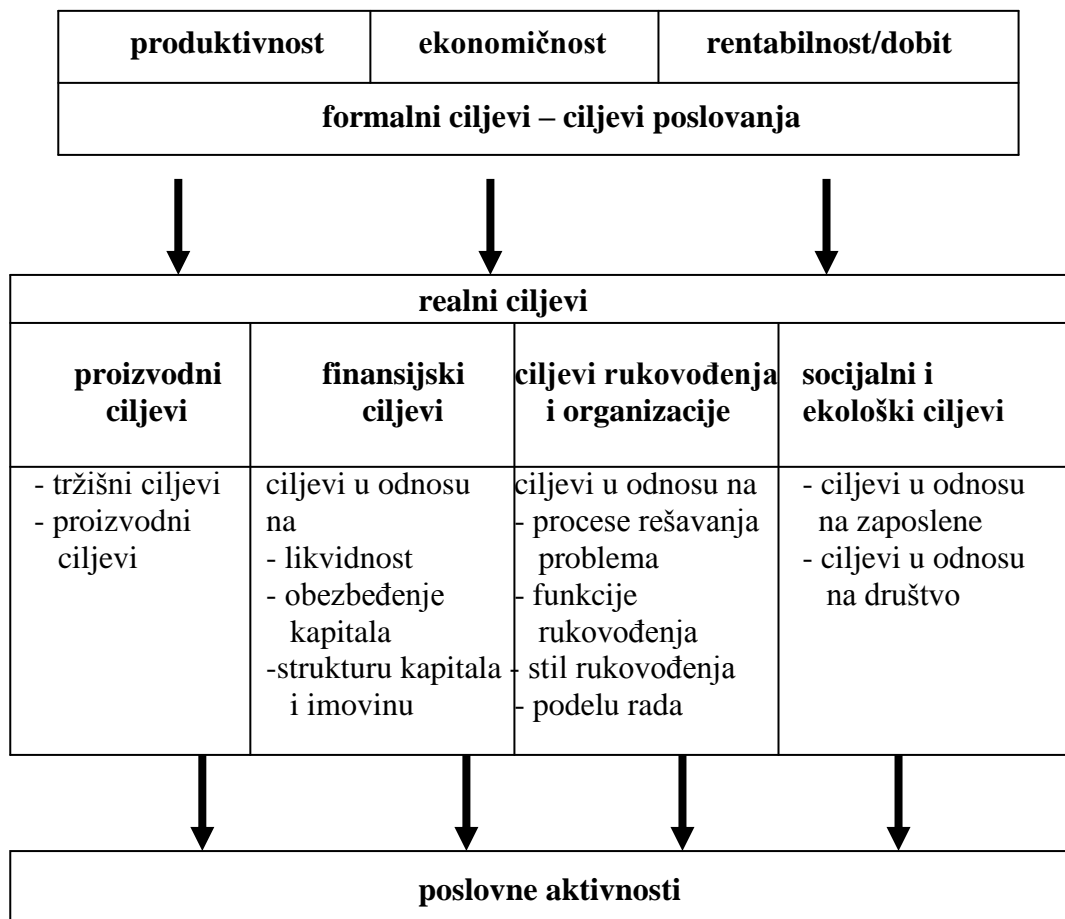 produktivnost
ekonomičnost
rentabilnost/dobit
formalni ciljevi – ciljevi poslovanja
realni ciljevi
proizvodni
ciljevi
finansijski
ciljevi
ciljevi rukovođenja
i organizacije
socijalni i
ekološki ciljevi
- tržišni ciljevi
- proizvodni
ciljevi
ciljevi u odnosu
na
- likvidnost
- obezbeđenje
kapitala
-strukturu kapitala
i imovinu
ciljevi u odnosu na
- procese rešavanja
problema
- funkcije
rukovođenja
- stil rukovođenja
- podelu rada
- ciljevi u odnosu
na zaposlene
- ciljevi u odnosu
na društvo
poslovne aktivnosti